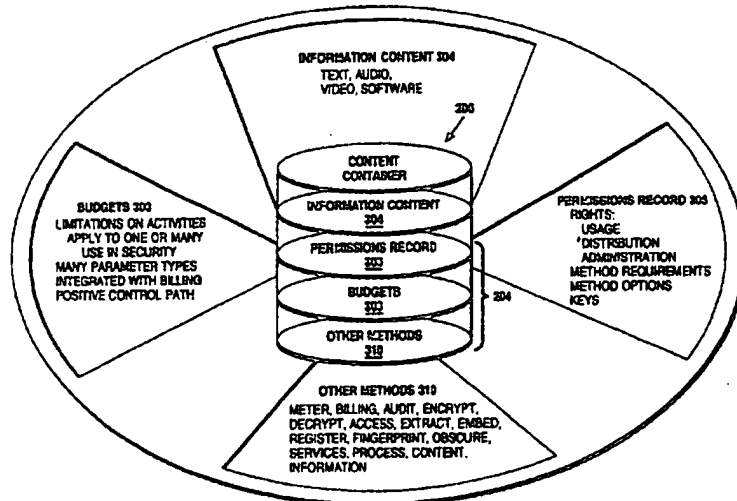 INFORMATION CONTENT 304
TEXT, AUDIO,
VIDEO, SOFTWARE
CONTENT
CONTAINER
INFORMATION CONTENT
304
PERMISSIONS RECORD
BUDGETS
OTHER METHODS
310
204
BUDGETS
LIMITATIONS ON ACTIVITIES
APPLY TO ONE OR MANY
USE IN SECURITY
MANY PARAMETER TYPES
INTEGRATED WITH BILLING
POSITIVE CONTROL PATH
PERMISSIONS RECORD
RIGHTS:
USAGE
DISTRIBUTION
ADMINISTRATION
METHOD REQUIREMENTS
METHOD OPTIONS
KEYS
OTHER METHODS 310
METER, BILLING, AUDIT, ENCRYPT,
DECRYPT, ACCESS, EXTRACT, EMBED,
REGISTER, FINGERPRINT, OBSCURE,
SERVICES, PROCESS, CONTENT,
INFORMATION